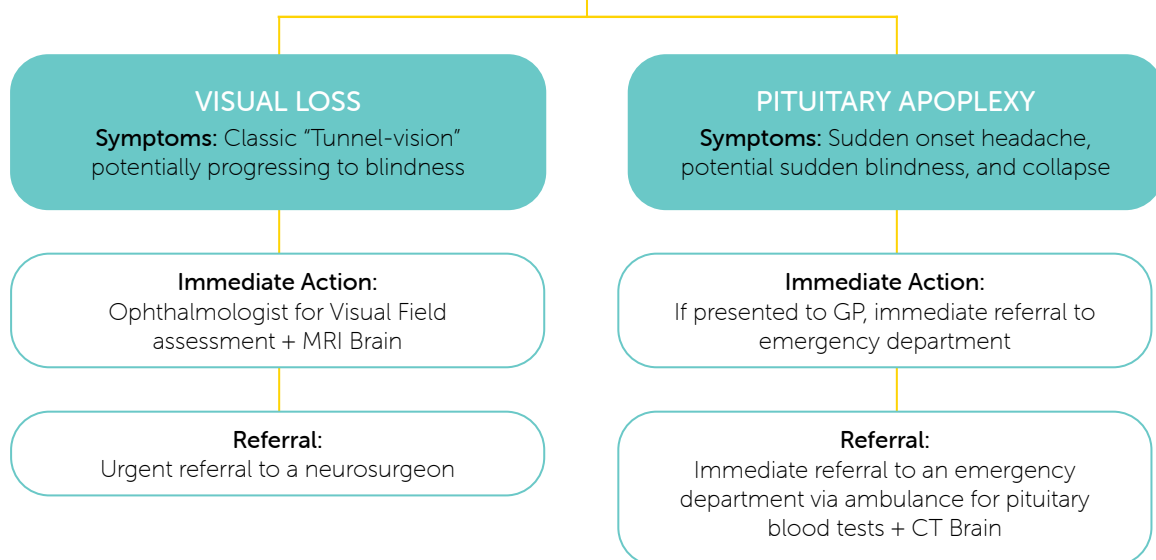 VISUAL LOSS
Symptoms: Classic “Tunnel-vision”
potentially progressing to blindness
Immediate Action:
Ophthalmologist for Visual Field
assessment + MRI Brain
Referral:
Urgent referral to a neurosurgeon
PITUITARY APOPLEXY
Symptoms: Sudden onset headache,
potential sudden blindness, and collapse
Immediate Action:
If presented to GP, immediate referral to
emergency department
Referral:
Immediate referral to an emergency
department via ambulance for pituitary
blood tests + CT Brain